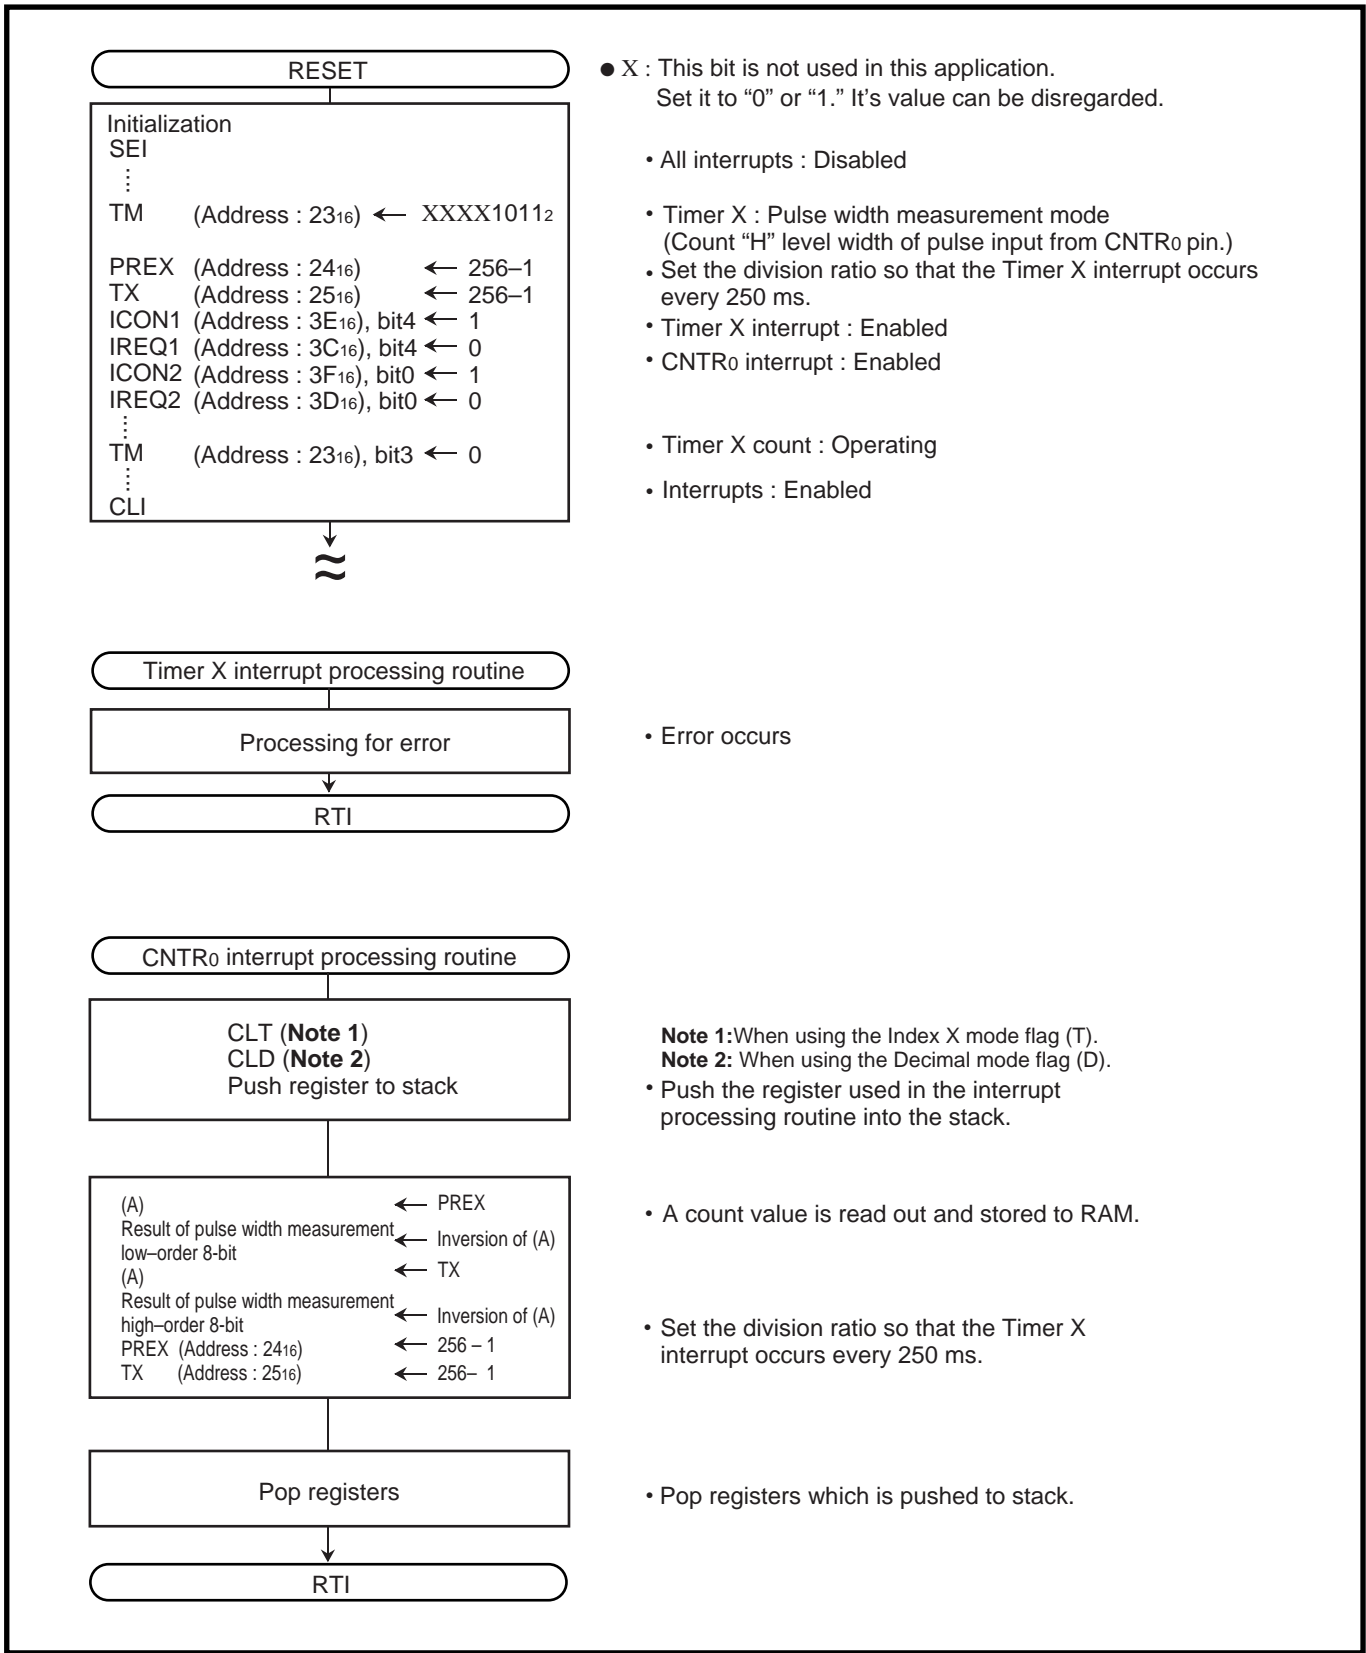 RESET
● X : This bit is not used in this application.
Set it to “0” or “1.” It’s value can be disregarded.
Initialization
SEI
• All interrupts : Disabled
TM (Address : 23₁₆) ← XXXX1011₂
• Timer X : Pulse width measurement mode
(Count “H” level width of pulse input from CNTR₀ pin.)
PREX (Address : 24₁₆) ← 256–1
• Set the division ratio so that the Timer X interrupt occurs
TX (Address : 25₁₆) ← 256–1
every 250 ms.
ICON1 (Address : 3E₁₆), bit4 ← 1
• Timer X interrupt : Enabled
IREQ1 (Address : 3C₁₆), bit4 ← 0
• CNTR₀ interrupt : Enabled
ICON2 (Address : 3F₁₆), bit0 ← 1
IREQ2 (Address : 3D₁₆), bit0 ← 0
TM (Address : 23₁₆), bit3 ← 0
• Timer X count : Operating
• Interrupts : Enabled
CLI
≈
Timer X interrupt processing routine
Processing for error
• Error occurs
RTI
CNTR₀ interrupt processing routine
CLT (Note 1)
CLD (Note 2)
Push register to stack
Note 1:When using the Index X mode flag (T).
Note 2: When using the Decimal mode flag (D).
• Push the register used in the interrupt
processing routine into the stack.
(A) ← PREX
Result of pulse width measurement
low–order 8-bit ← Inversion of (A)
(A) ← TX
Result of pulse width measurement
high–order 8-bit ← Inversion of (A)
PREX (Address : 24₁₆) ← 256 – 1
TX (Address : 25₁₆) ← 256– 1
• A count value is read out and stored to RAM.
• Set the division ratio so that the Timer X
interrupt occurs every 250 ms.
Pop registers
• Pop registers which is pushed to stack.
RTI